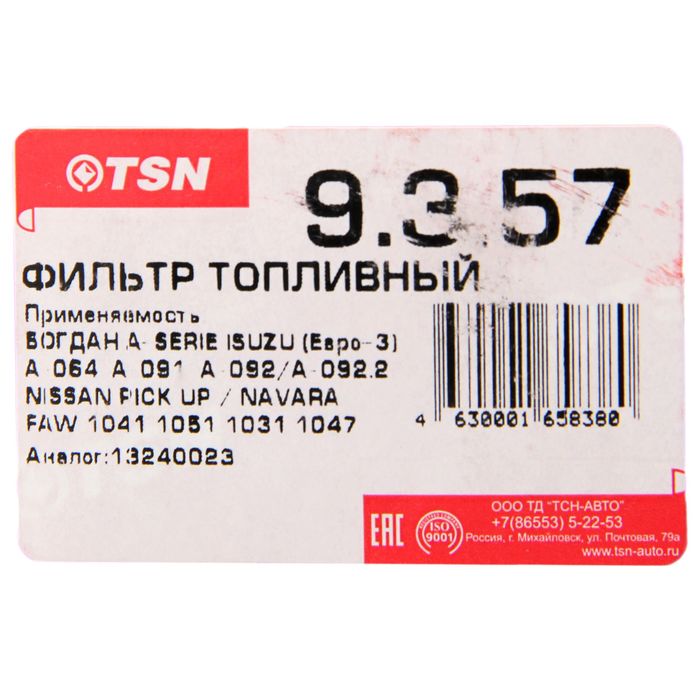 TSN
9.3.57
ФИЛЬТР ТОПЛИВНЫЙ
Применяемость
БОГДАН А- SERIE ISUZU (Евро-3)
А-064 А 091 А-092/А-092.2
NISSAN PICK UP / NAVARA
FAW 1041 1051 1031 1047
Аналог:13240023
4 630001 658380
EAC
ISO
9001
ООО ТД "ТСН-АВТО"
+7(86553) 5-22-53
Россия, г. Михайловск, ул. Почтовая, 79а
www.tsn-auto.ru